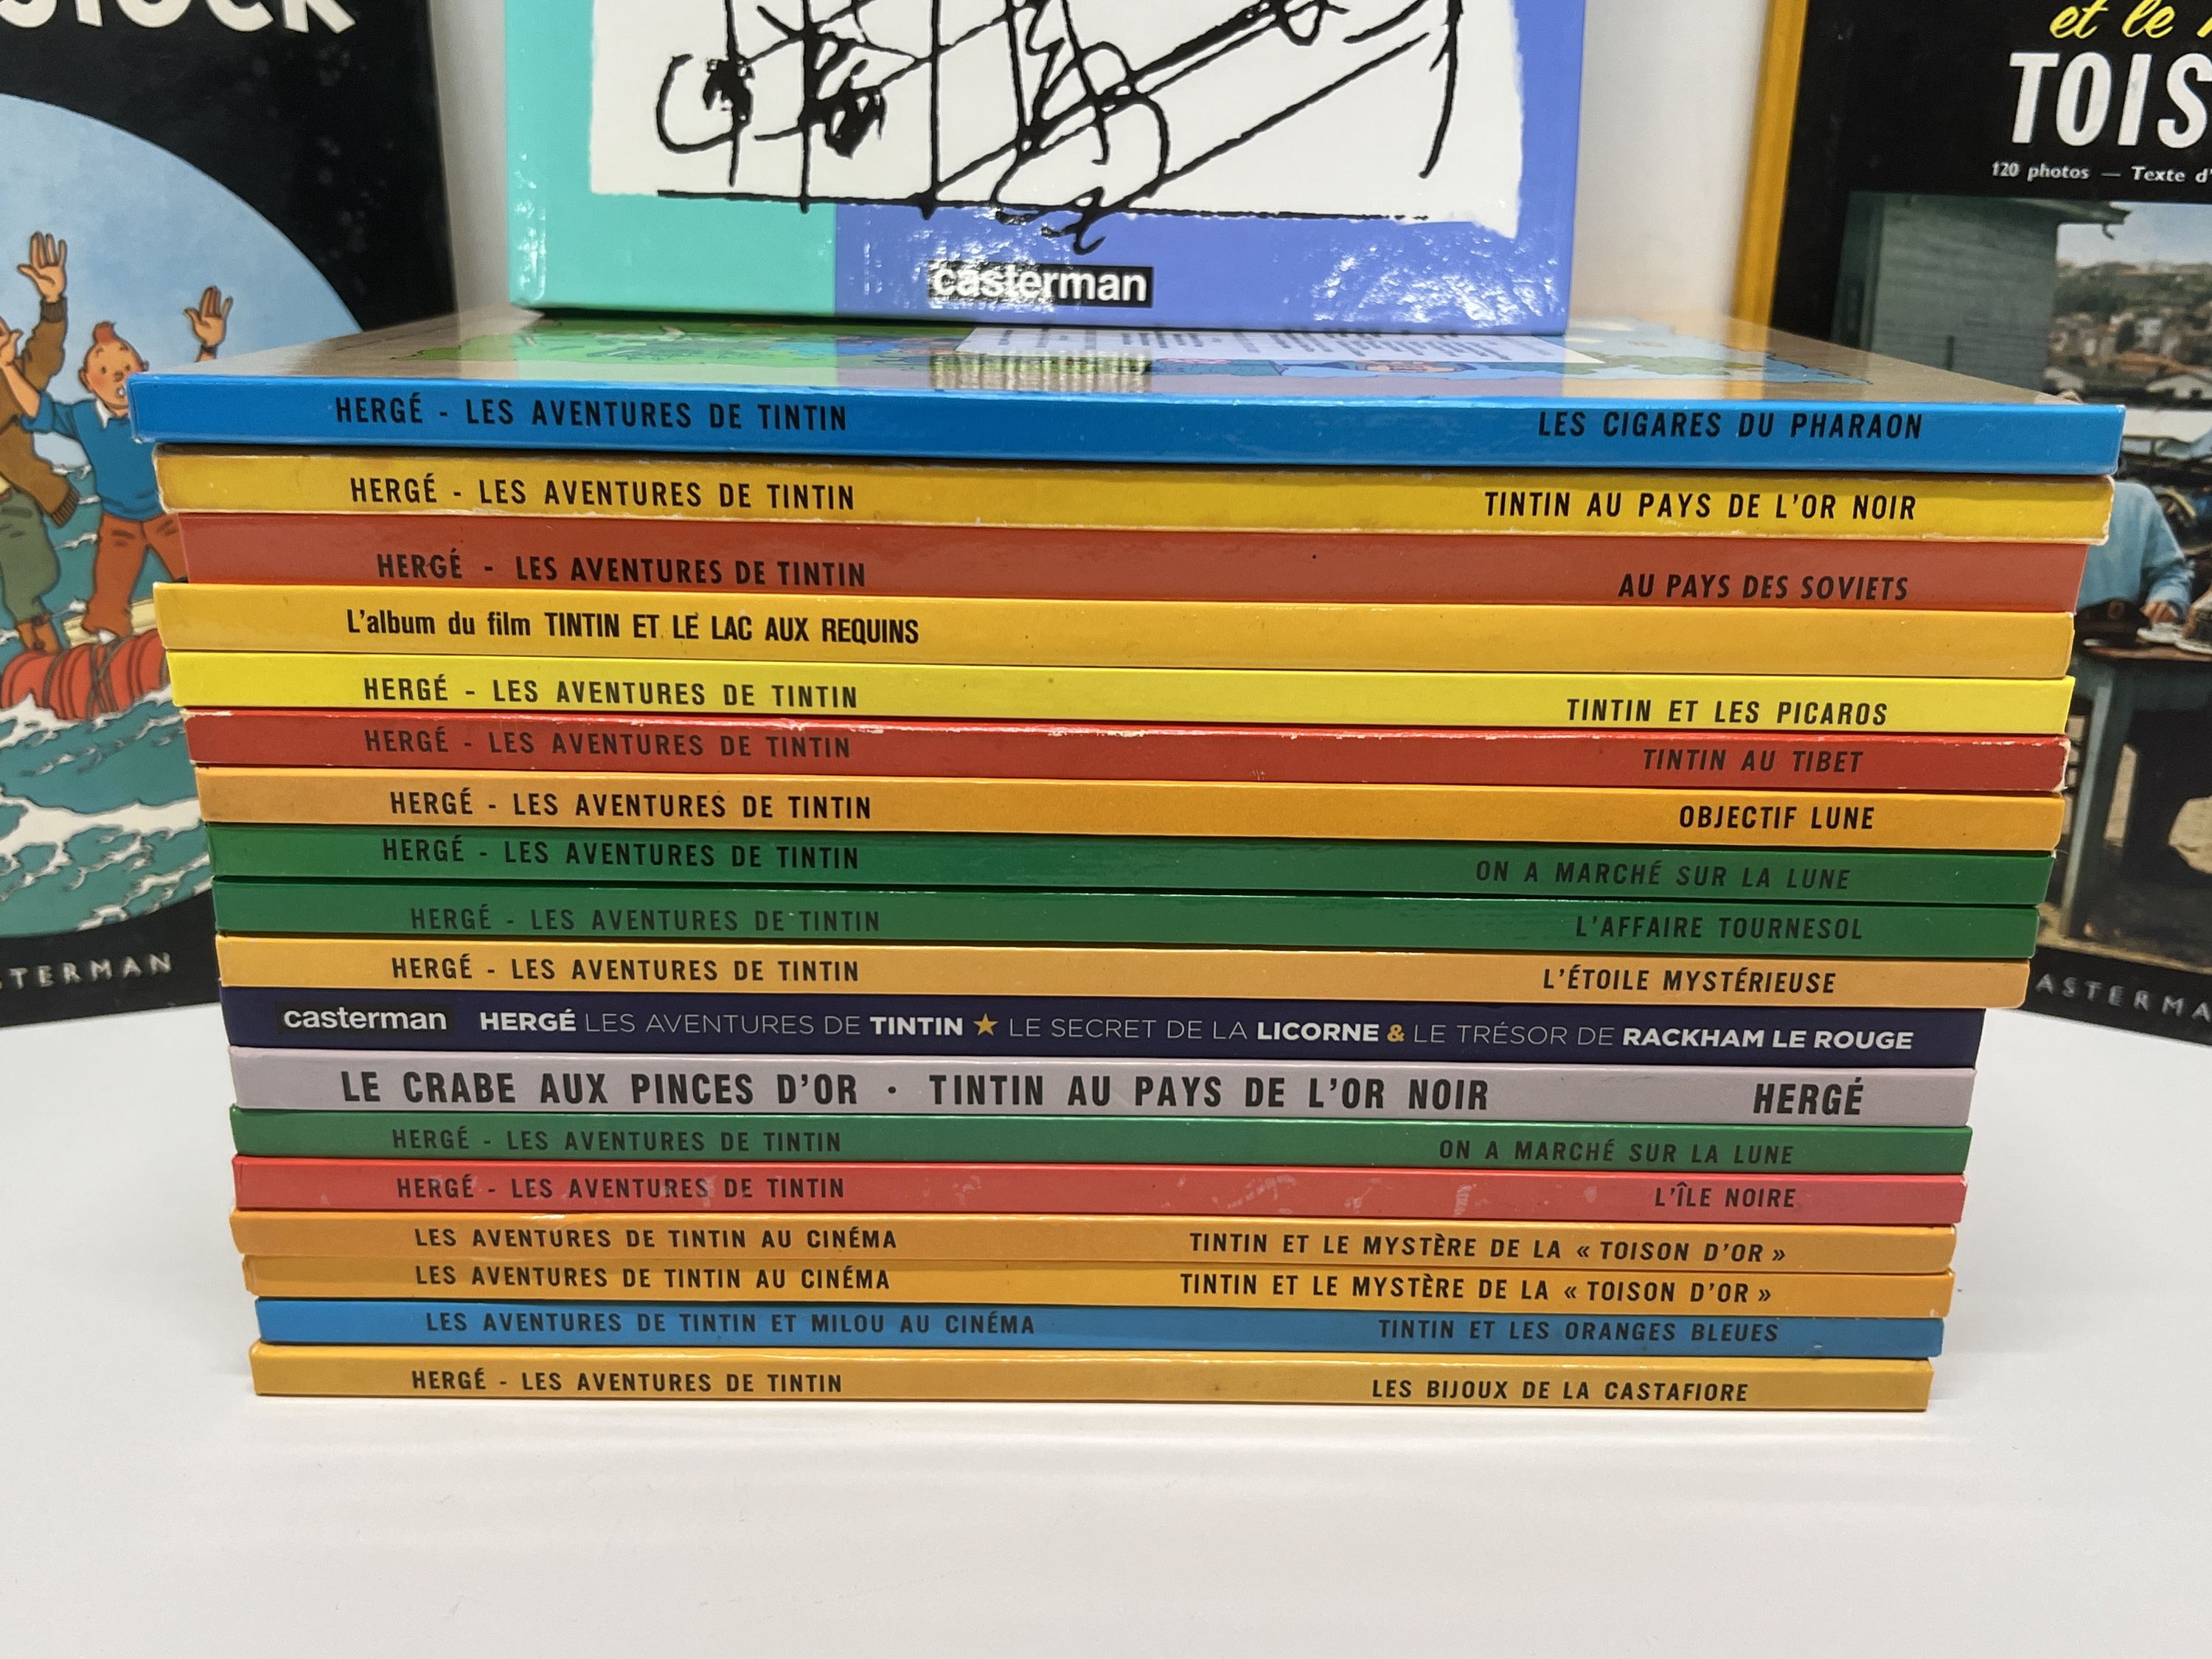 et le
TOIS
120 photos — Texte d'
casterman
HERGÉ - LES AVENTURES DE TINTIN LES CIGARES DU PHARAON
HERGÉ - LES AVENTURES DE TINTIN TINTIN AU PAYS DE L'OR NOIR
HERGÉ - LES AVENTURES DE TINTIN AU PAYS DES SOVIETS
L'album du film TINTIN ET LE LAC AUX REQUINS
HERGÉ - LES AVENTURES DE TINTIN TINTIN ET LES PICAROS
HERGÉ - LES AVENTURES DE TINTIN TINTIN AU TIBET
HERGÉ - LES AVENTURES DE TINTIN OBJECTIF LUNE
HERGÉ - LES AVENTURES DE TINTIN ON A MARCHÉ SUR LA LUNE
HERGÉ - LES AVENTURES DE TINTIN L'AFFAIRE TOURNESOL
HERGÉ - LES AVENTURES DE TINTIN L'ÉTOILE MYSTÉRIEUSE
casterman HERGÉ LES AVENTURES DE TINTIN ★ LE SECRET DE LA LICORNE & LE TRÉSOR DE RACKHAM LE ROUGE
LE CRABE AUX PINCES D'OR · TINTIN AU PAYS DE L'OR NOIR HERGÉ
HERGÉ - LES AVENTURES DE TINTIN ON A MARCHÉ SUR LA LUNE
HERGÉ - LES AVENTURES DE TINTIN L'ÎLE NOIRE
LES AVENTURES DE TINTIN AU CINÉMA TINTIN ET LE MYSTÈRE DE LA « TOISON D'OR »
LES AVENTURES DE TINTIN AU CINÉMA TINTIN ET LE MYSTÈRE DE LA « TOISON D'OR »
LES AVENTURES DE TINTIN ET MILOU AU CINÉMA TINTIN ET LES ORANGES BLEUES
HERGÉ - LES AVENTURES DE TINTIN LES BIJOUX DE LA CASTAFIORE
TERMAN
ASTERMA